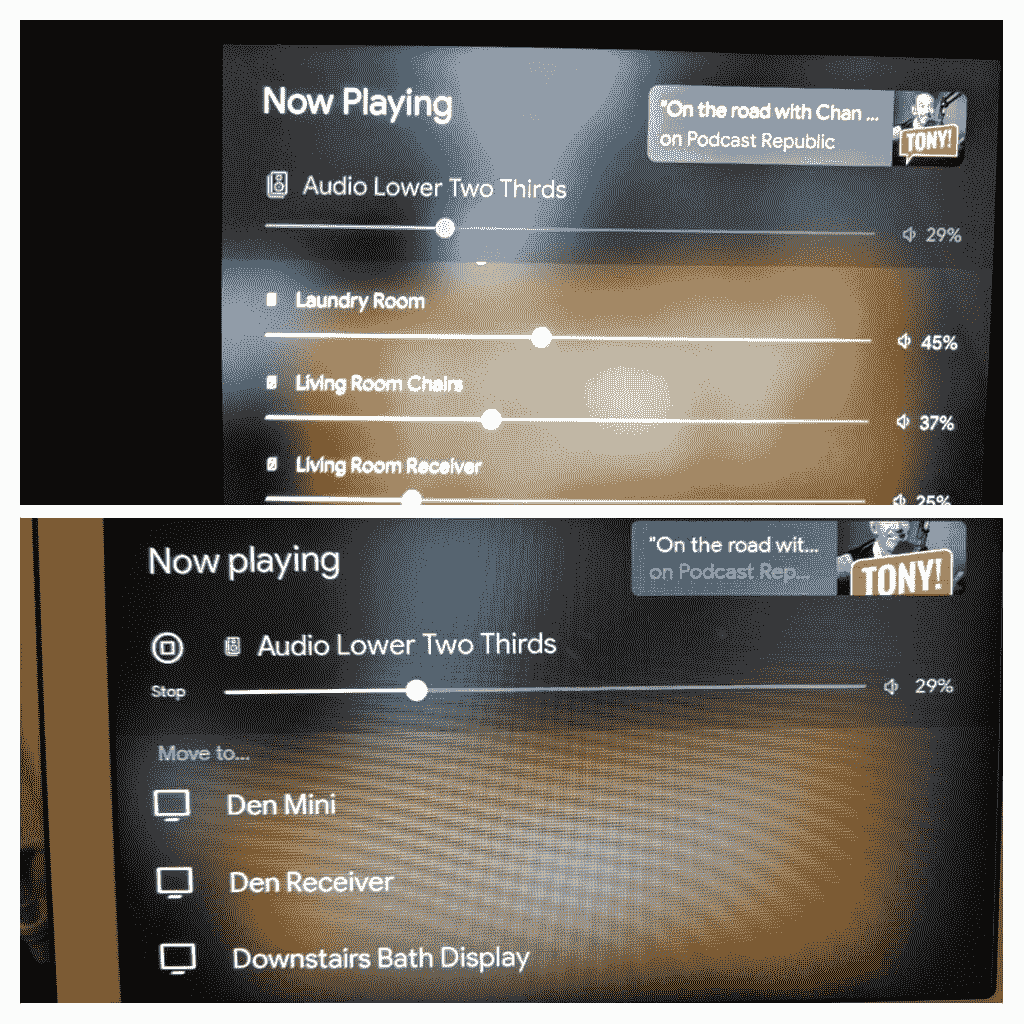 Now Playing
"On the road with Chan ...
on Podcast Republic
TONY!
Audio Lower Two Thirds
29%
Laundry Room
45%
Living Room Chairs
37%
Living Room Receiver
25%
Now playing
"On the road wit...
on Podcast Rep...
TONY!
Audio Lower Two Thirds
Stop
29%
Move to...
Den Mini
Den Receiver
Downstairs Bath Display